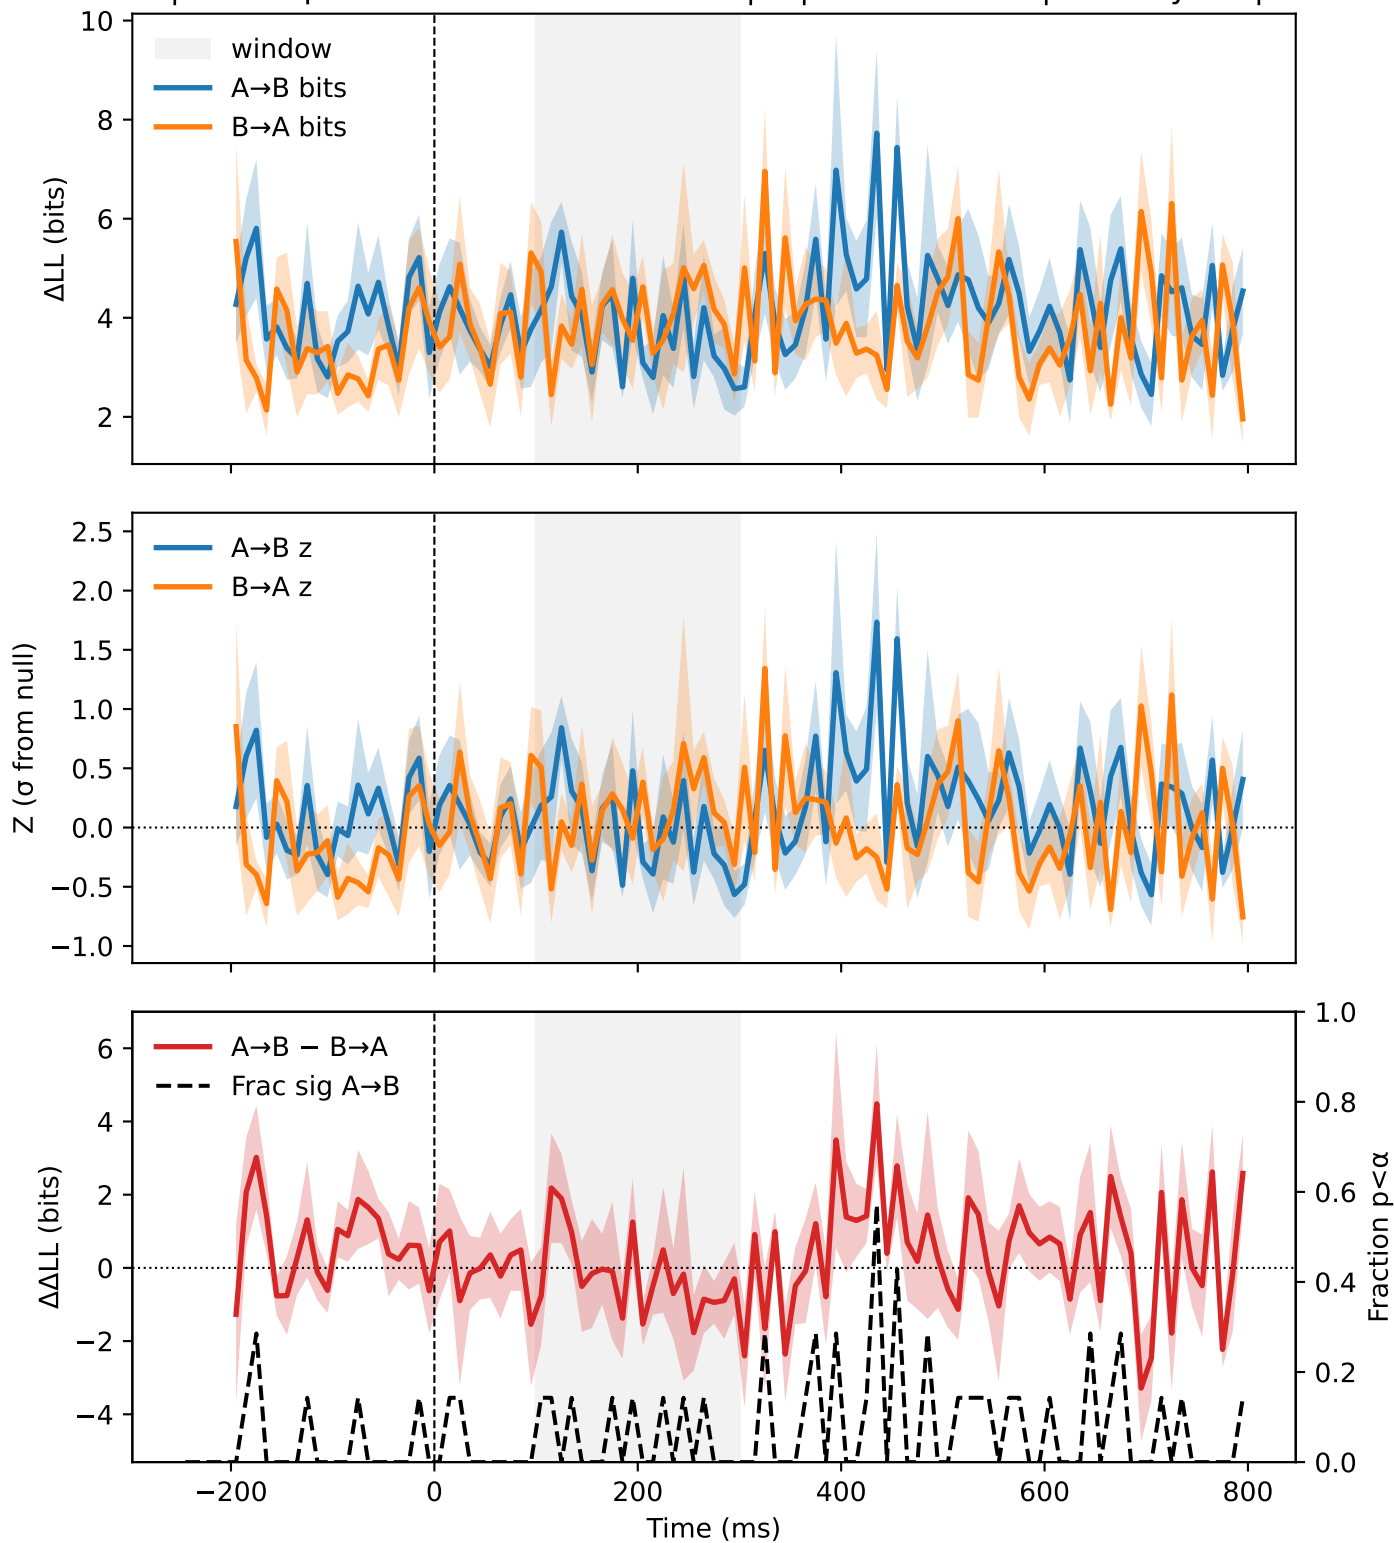 10
8
6
4
2
ΔLL (bits)
window
A→B bits
B→A bits
2.5
2.0
1.5
1.0
0.5
0.0
−0.5
−1.0
Z (σ from null)
A→B z
B→A z
6
4
2
0
−2
−4
ΔΔLL (bits)
A→B − B→A
Frac sig A→B
1.0
0.8
0.6
0.4
0.2
0.0
Fraction p<α
−200 0 200 400 600 800
Time (ms)